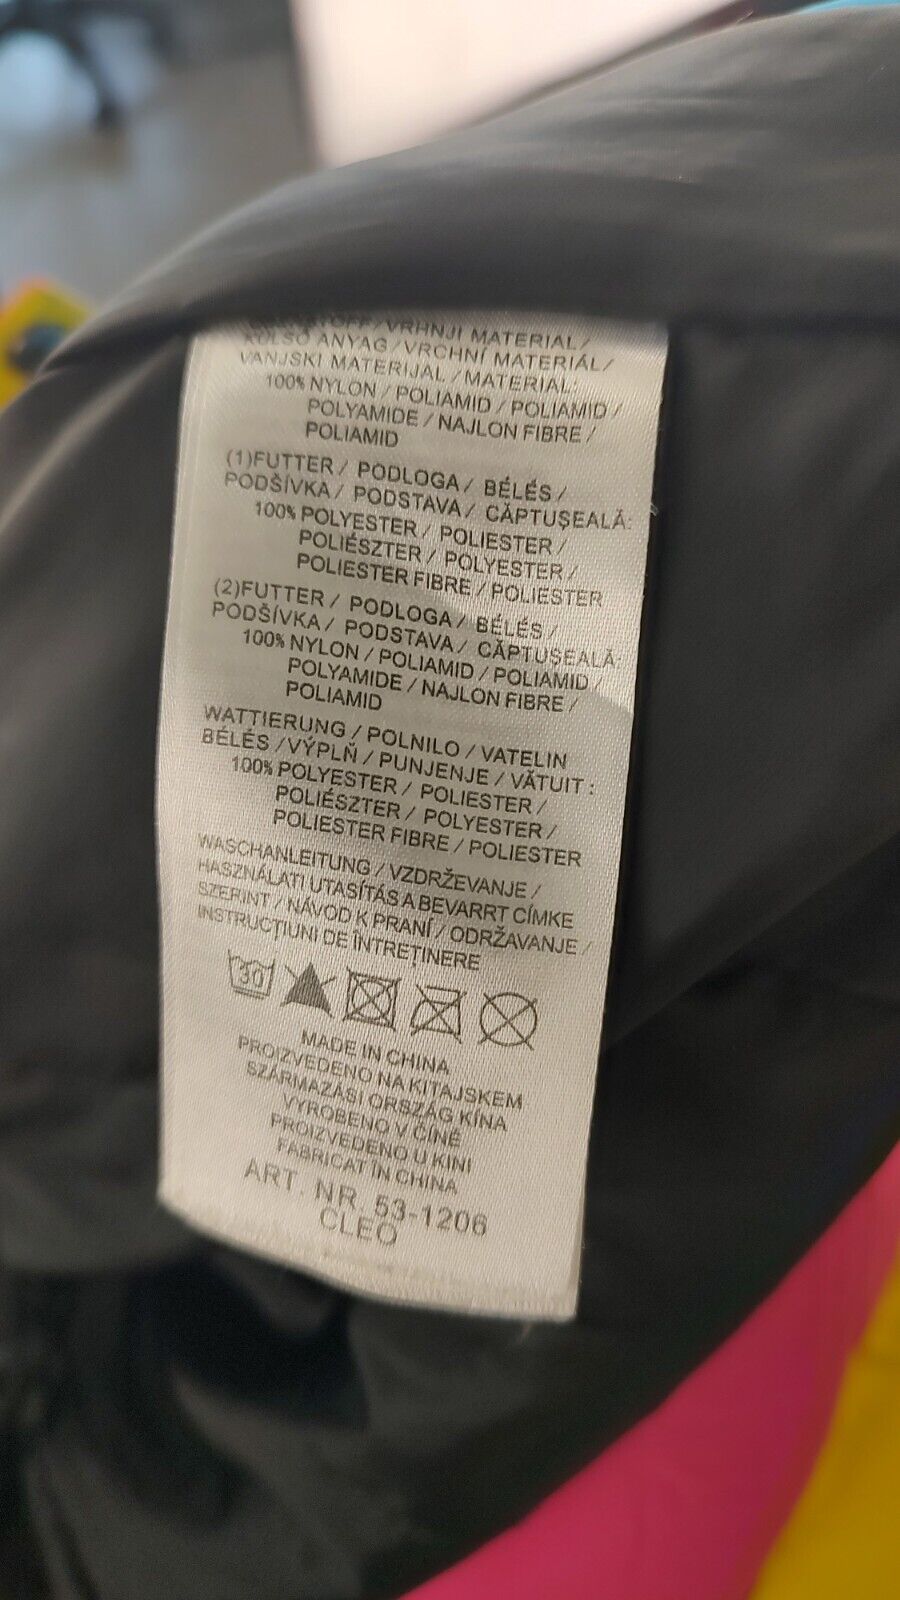 VRHNJI MATERIAL/
KÜLSŐ ANYAG/VRCHNÍ MATERIÁL/
VANJSKI MATERIJAL/MATERIAL:
100% NYLON/POLIAMID/POLIAMID/
POLYAMIDE/NAJLON FIBRE/
POLIAMID
(1)FUTTER/PODLOGA/BÉLÉS/
PODŠÍVKA/PODSTAVA/CĂPTUŞEALĂ:
100% POLYESTER/POLIESTER/
POLIÉSZTER/POLYESTER/
POLIESTER FIBRE/POLIESTER
(2)FUTTER/PODLOGA/BÉLÉS/
PODŠÍVKA/PODSTAVA/CĂPTUŞEALĂ:
100% NYLON/POLIAMID/POLIAMID/
POLYAMIDE/NAJLON FIBRE/
POLIAMID
WATTIERUNG/POLNILO/VATELIN
BÉLÉS/VÝPLŇ/PUNJENJE/VĂTUIT:
100% POLYESTER/POLIESTER/
POLIÉSZTER/POLYESTER/
POLIESTER FIBRE/POLIESTER
WASCHANLEITUNG/VZDRŽEVANJE/
HASZNÁLATI UTASÍTÁS A BEVARRT CÍMKE
SZERINT/NÁVOD K PRANÍ/ODRŽAVANJE/
INSTRUCŢIUNI DE ÎNTREŢINERE
30
MADE IN CHINA
PROIZVEDENO NA KITAJSKEM
SZÁRMAZÁSI ORSZÁG KÍNA
VYROBENO V ČÍNĚ
PROIZVEDENO U KINI
FABRICAT ÎN CHINA
ART. NR. 53-1206
CLEO